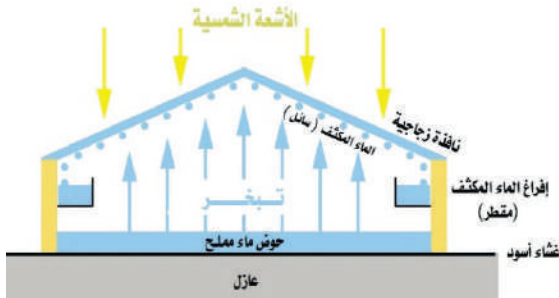 الأشعة الشمسية
نافذة زجاجية
الماء المكثف (سائل)
إفراغ الماء المكثف
(مقطر)
تبخر
حوض ماء مملح
غشاء أسود
عازل